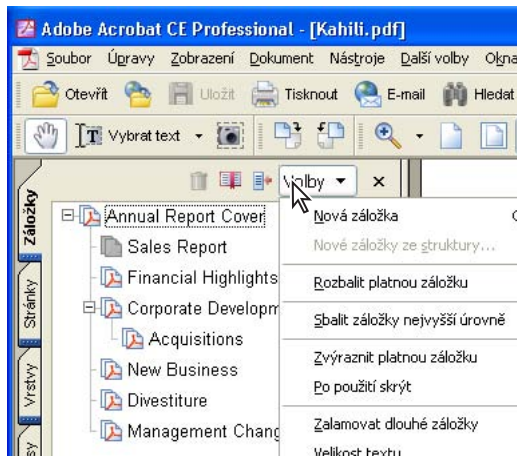 Adobe Acrobat CE Professional - [Kahili.pdf]
Soubor Úpravy Zobrazení Dokument Nástroje Další volby Okna
Otevřít Uložit Tisknout E-mail Hledat
Vybrat text
Volby
Záložky
Annual Report Cover
Nová záložka
Sales Report
Nové záložky ze struktury...
Stránky
Financial Highlights
Rozbalit platnou záložku
Corporate Developm
Sbalit záložky nejvyšší úrovně
Acquisitions
Zvýraznit platnou záložku
Vrstvy
New Business
Po použití skrýt
Divestiture
Zalamovat dlouhé záložky
Management Chang
Velikost textu